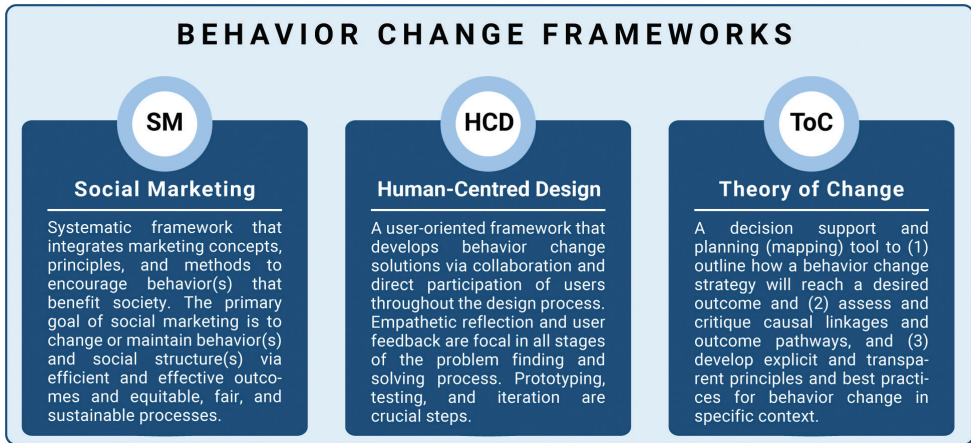 BEHAVIOR CHANGE FRAMEWORKS
SM
Social Marketing
Systematic framework that
integrates marketing concepts,
principles, and methods to
encourage behavior(s) that
benefit society. The primary
goal of social marketing is to
change or maintain behavior(s)
and social structure(s) via
efficient and effective outco-
mes and equitable, fair, and
sustainable processes.
HCD
Human-Centred Design
A user-oriented framework that
develops behavior change
solutions via collaboration and
direct participation of users
throughout the design process.
Empathetic reflection and user
feedback are focal in all stages
of the problem finding and
solving process. Prototyping,
testing, and iteration are
crucial steps.
ToC
Theory of Change
A decision support and
planning (mapping) tool to (1)
outline how a behavior change
strategy will reach a desired
outcome and (2) assess and
critique causal linkages and
outcome pathways, and (3)
develop explicit and transpa-
rent principles and best practi-
ces for behavior change in
specific context.